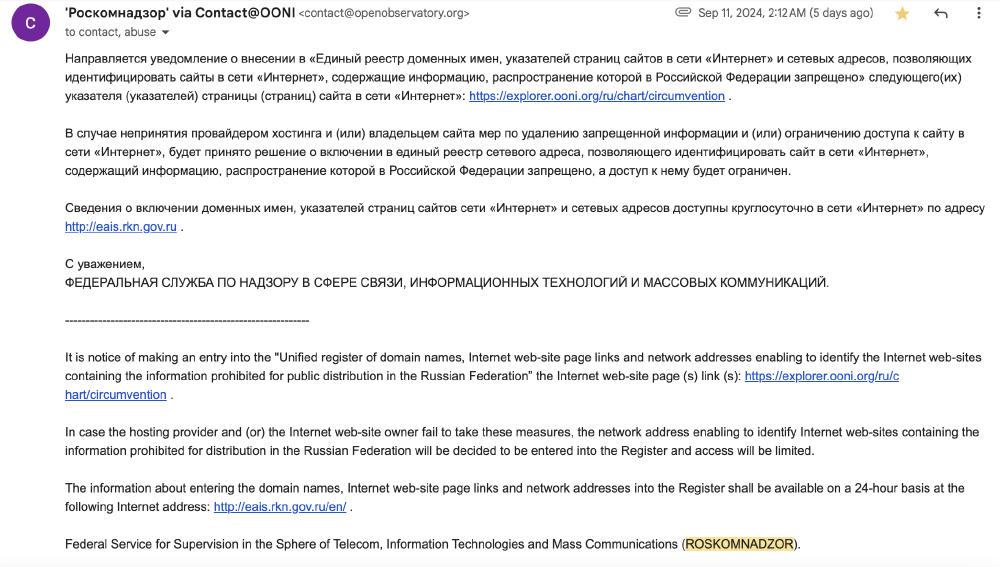 C
'Роскомнадзор' via Contact@OONI <contact@openobservatory.org>
Sep 11, 2024, 2:12 AM (5 days ago)
to contact, abuse
Направляется уведомление о внесении в «Единый реестр доменных имен, указателей страниц сайтов в сети «Интернет» и сетевых адресов, позволяющих
идентифицировать сайты в сети «Интернет», содержащие информацию, распространение которой в Российской Федерации запрещено» следующего(их)
указателя (указателей) страницы (страниц) сайта в сети «Интернет»: https://explorer.ooni.org/ru/chart/circumvention .
В случае непринятия провайдером хостинга и (или) владельцем сайта мер по удалению запрещенной информации и (или) ограничению доступа к сайту в
сети «Интернет», будет принято решение о включении в единый реестр сетевого адреса, позволяющего идентифицировать сайт в сети «Интернет»,
содержащий информацию, распространение которой в Российской Федерации запрещено, а доступ к нему будет ограничен.
Сведения о включении доменных имен, указателей страниц сайтов сети «Интернет» и сетевых адресов доступны круглосуточно в сети «Интернет» по адресу
http://eais.rkn.gov.ru .
С уважением,
ФЕДЕРАЛЬНАЯ СЛУЖБА ПО НАДЗОРУ В СФЕРЕ СВЯЗИ, ИНФОРМАЦИОННЫХ ТЕХНОЛОГИЙ И МАССОВЫХ КОММУНИКАЦИЙ.
------------------------------------------------------------
It is notice of making an entry into the "Unified register of domain names, Internet web-site page links and network addresses enabling to identify the Internet web-sites
containing the information prohibited for public distribution in the Russian Federation” the Internet web-site page (s) link (s): https://explorer.ooni.org/ru/c
hart/circumvention .
In case the hosting provider and (or) the Internet web-site owner fail to take these measures, the network address enabling to identify Internet web-sites containing the
information prohibited for distribution in the Russian Federation will be decided to be entered into the Register and access will be limited.
The information about entering the domain names, Internet web-site page links and network addresses into the Register shall be available on a 24-hour basis at the
following Internet address: http://eais.rkn.gov.ru/en/ .
Federal Service for Supervision in the Sphere of Telecom, Information Technologies and Mass Communications (ROSKOMNADZOR).